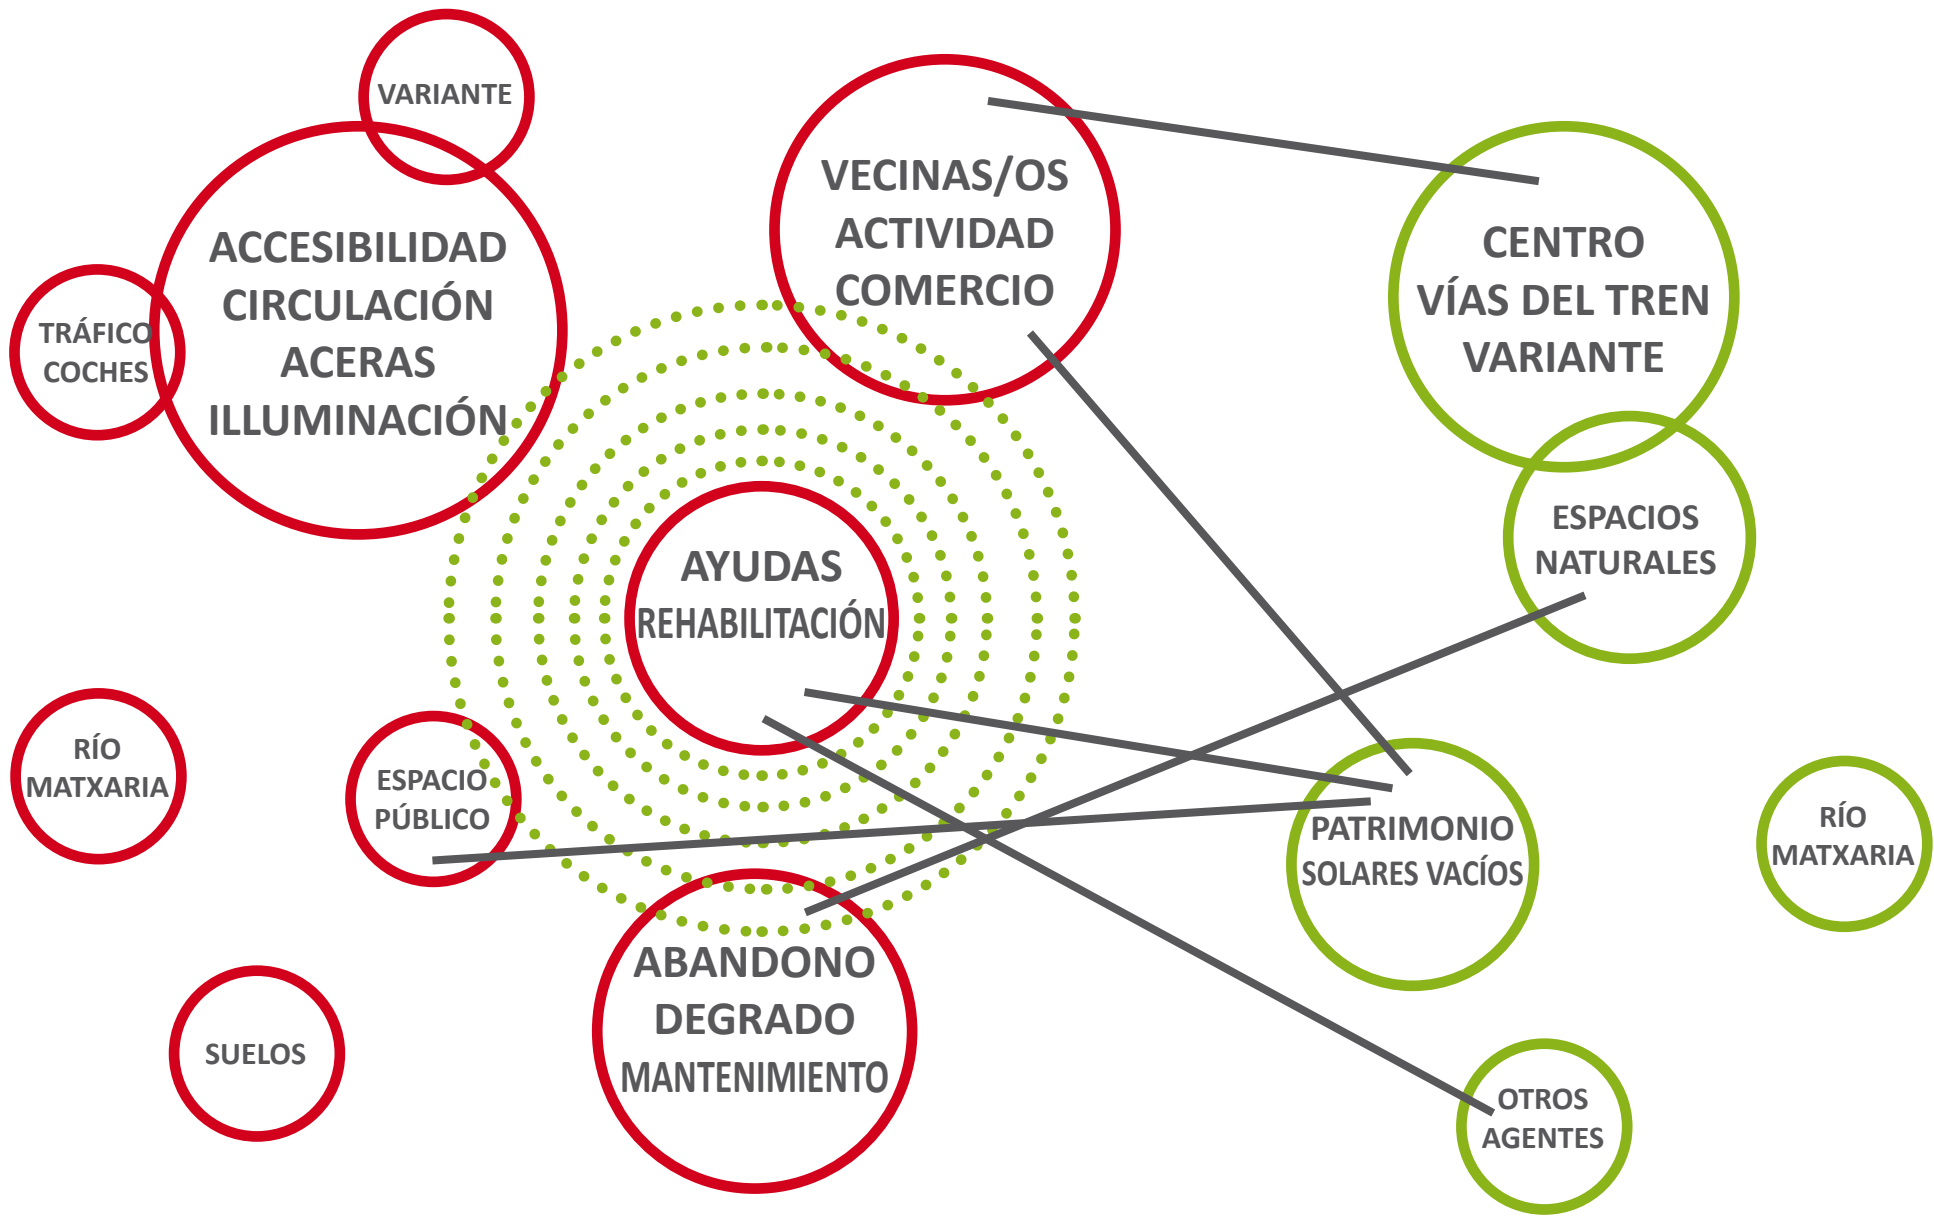 VARIANTE
ACCESIBILIDAD
CIRCULACIÓN
ACERAS
ILLUMINACIÓN
TRÁFICO
COCHES
VECINAS/OS
ACTIVIDAD
COMERCIO
CENTRO
VÍAS DEL TREN
VARIANTE
ESPACIOS
NATURALES
AYUDAS
REHABILITACIÓN
RÍO
MATXARIA
ESPACIO
PÚBLICO
PATRIMONIO
SOLARES VACÍOS
RÍO
MATXARIA
ABANDONO
DEGRADO
MANTENIMIENTO
SUELOS
OTROS
AGENTES